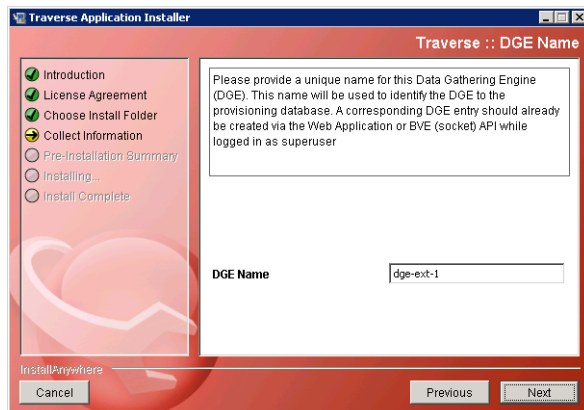 Traverse Application Installer
Traverse :: DGE Name
Introduction
License Agreement
Choose Install Folder
Collect Information
Pre-Installation Summary
Installing...
Install Complete
Please provide a unique name for this Data Gathering Engine
(DGE). This name will be used to identify the DGE to the
provisioning database. A corresponding DGE entry should already
be created via the Web Application or BVE (socket) API while
logged in as superuser
DGE Name
dge-ext-1
InstallAnywhere
Cancel
Previous
Next